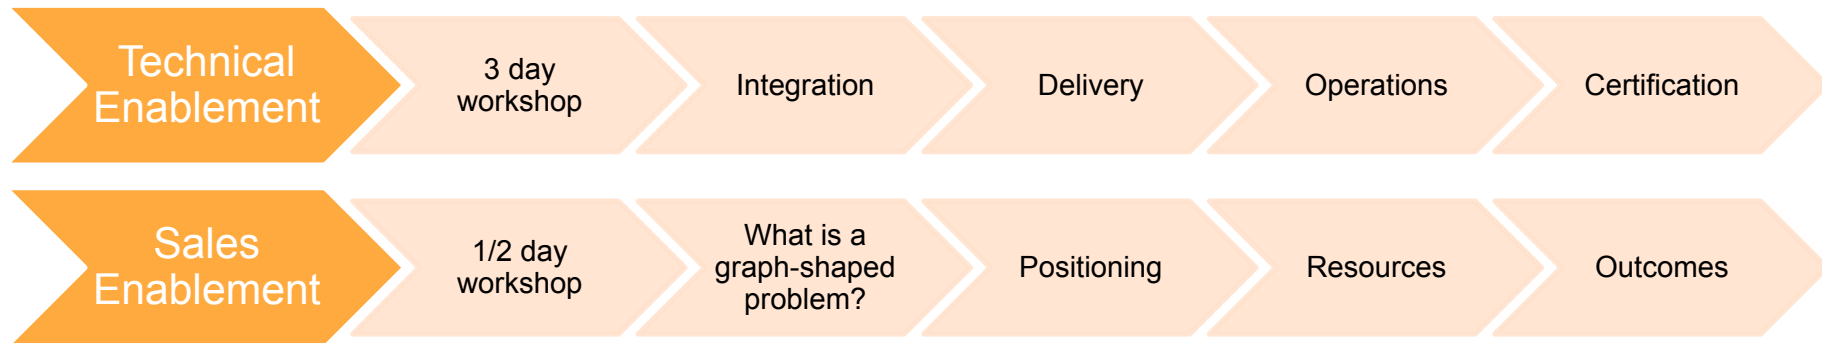 Technical
Enablement
3 day
workshop
Integration
Delivery
Operations
Certification
Sales
Enablement
1/2 day
workshop
What is a
graph-shaped
problem?
Positioning
Resources
Outcomes